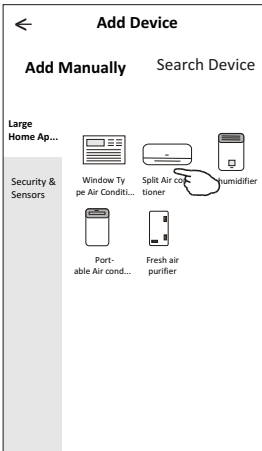 Add Device
Add Manually
Search Device
Large
Home Ap...
Security &
Sensors
Window Ty
pe Air Conditi...
Split Air co
tioner
humidifier
Port-
able Air cond...
Fresh air
purifier